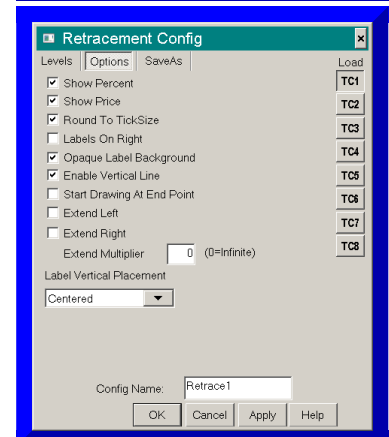 Retracement Config
Levels Options SaveAs Load
Show Percent TC1
Show Price TC2
Round To TickSize TC3
Labels On Right
Opaque Label Background TC4
Enable Vertical Line TC5
Start Drawing At End Point TC6
Extend Left
Extend Right TC7
Extend Multiplier 0 (0=Infinite) TC8
Label Vertical Placement
Centered
Config Name: Retrace1
OK Cancel Apply Help